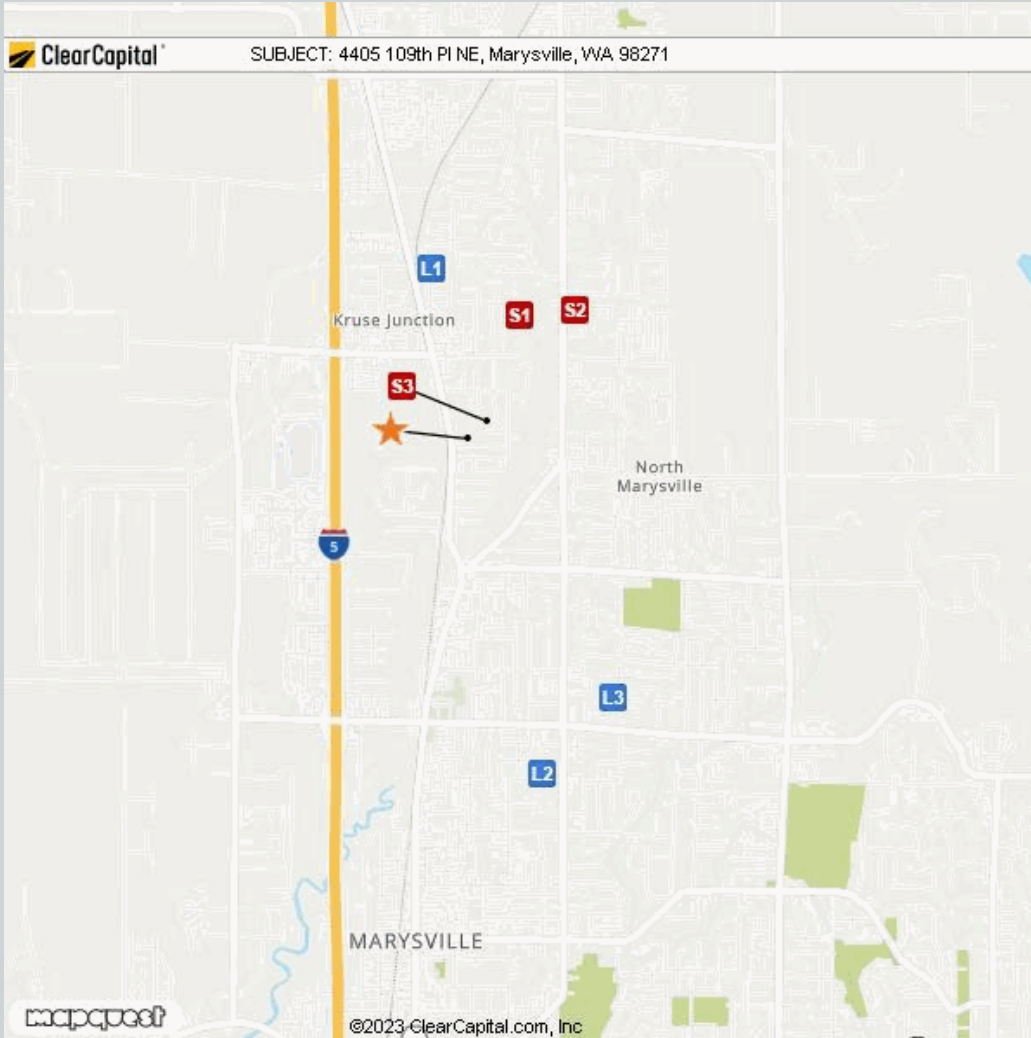 ClearCapital SUBJECT: 4405 109th Pl NE, Marysville, WA 98271
L1
S1 S2
Kruse Junction
S3
North
Marysville
5
L3
L2
MARYSVILLE
mapquest
©2023 ClearCapital.com, Inc